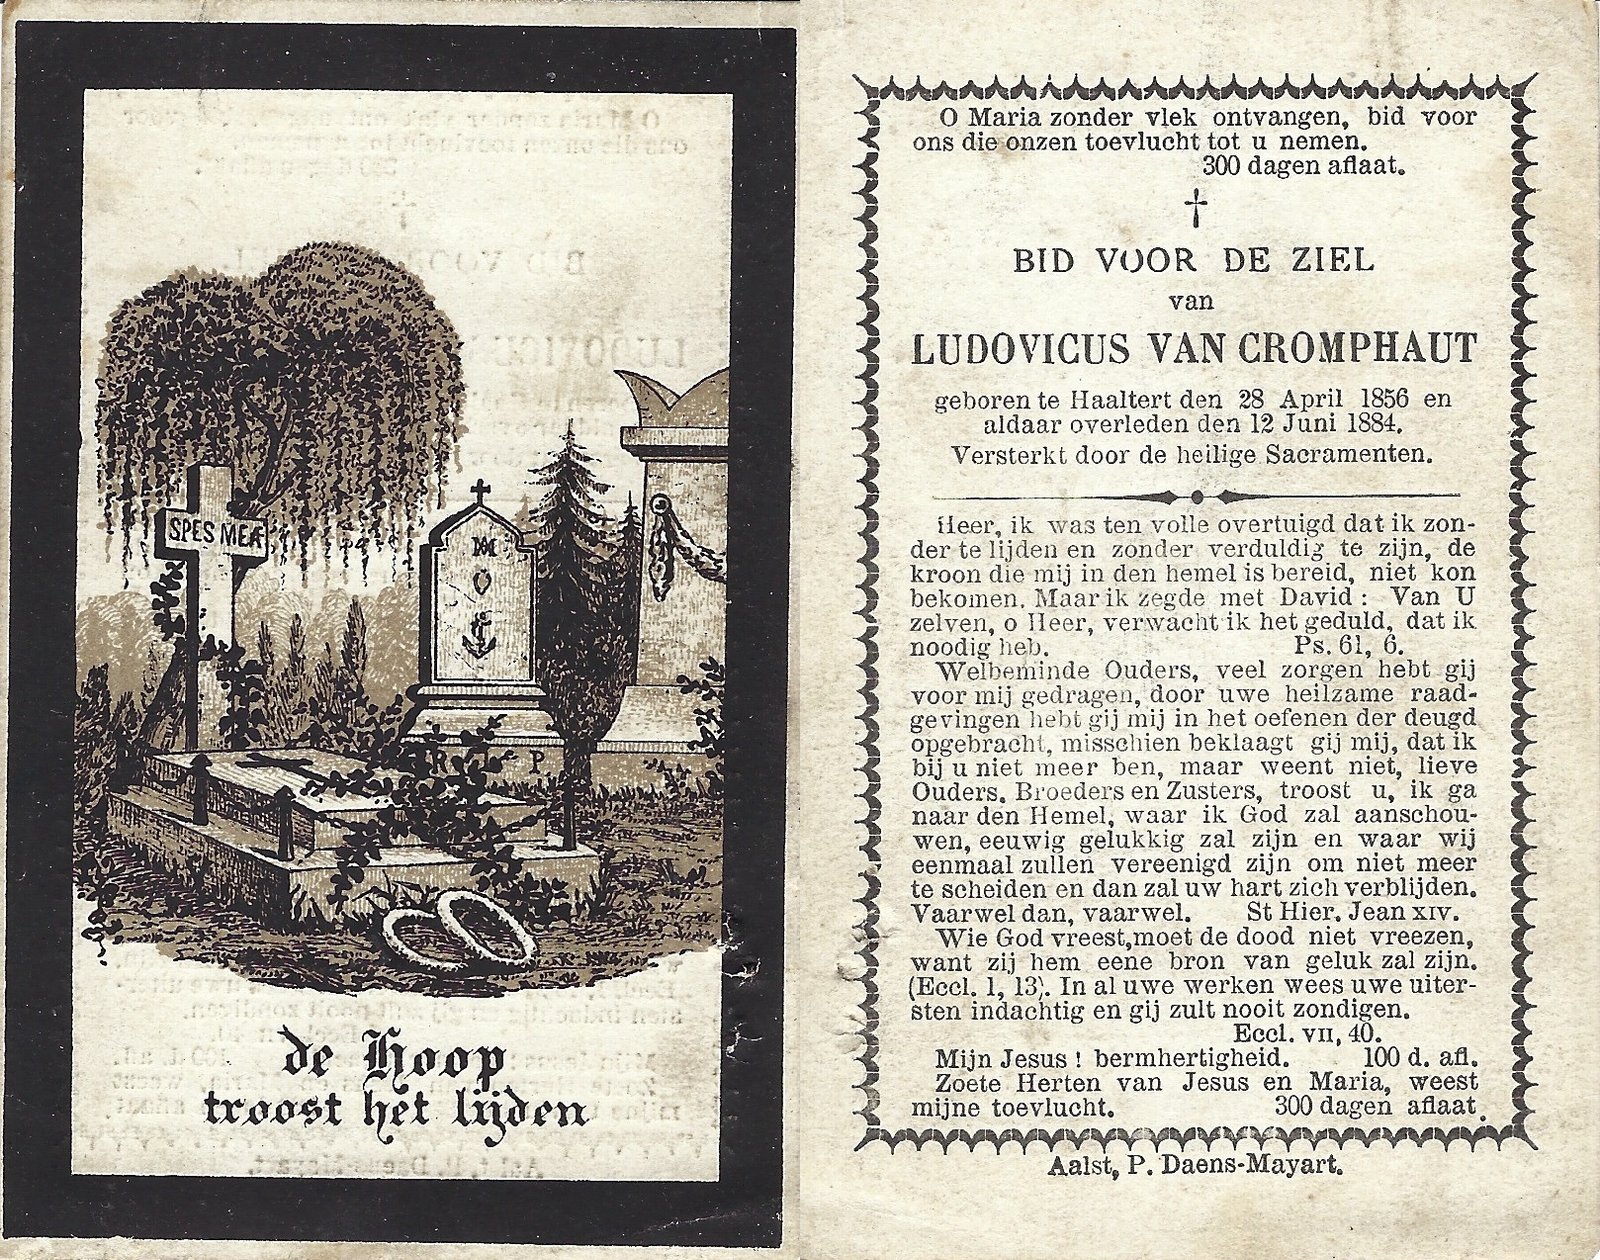 SPES MEA
R I P
de Hoop
troost het lijden
O Maria zonder vlek ontvangen, bid voor
ons die onzen toevlucht tot u nemen.
300 dagen aflaat.
BID VOOR DE ZIEL
van
LUDOVICUS VAN CROMPHAUT
geboren te Haaltert den 28 April 1856 en
aldaar overleden den 12 Juni 1884.
Versterkt door de heilige Sacramenten.
Heer, ik was ten volle overtuigd dat ik zon-
der te lijden en zonder verduldig te zijn, de
kroon die mij in den hemel is bereid, niet kon
bekomen. Maar ik zegde met David : Van U
zelven, o Heer, verwacht ik het geduld, dat ik
noodig heb. Ps. 61, 6.
Welbeminde Ouders, veel zorgen hebt gij
voor mij gedragen, door uwe heilzame raad-
gevingen hebt gij mij in het oefenen der deugd
opgebracht, misschien beklaagt gij mij, dat ik
bij u niet meer ben, maar weent niet, lieve
Ouders. Broeders en Zusters, troost u, ik ga
naar den Hemel, waar ik God zal aanschou-
wen, eeuwig gelukkig zal zijn en waar wij
eenmaal zullen vereenigd zijn om niet meer
te scheiden en dan zal uw hart zich verblijden.
Vaarwel dan, vaarwel. St Hier. Jean XIV.
Wie God vreest, moet de dood niet vreezen,
want zij hem eene bron van geluk zal zijn.
(Eccl. 1, 13). In al uwe werken wees uwe uiter-
sten indachtig en gij zult nooit zondigen.
Eccl. VII, 40.
Mijn Jesus ! bermhertigheid. 100 d. afl.
Zoete Herten van Jesus en Maria, weest
mijne toevlucht. 300 dagen aflaat.
Aalst, P. Daens-Mayart.